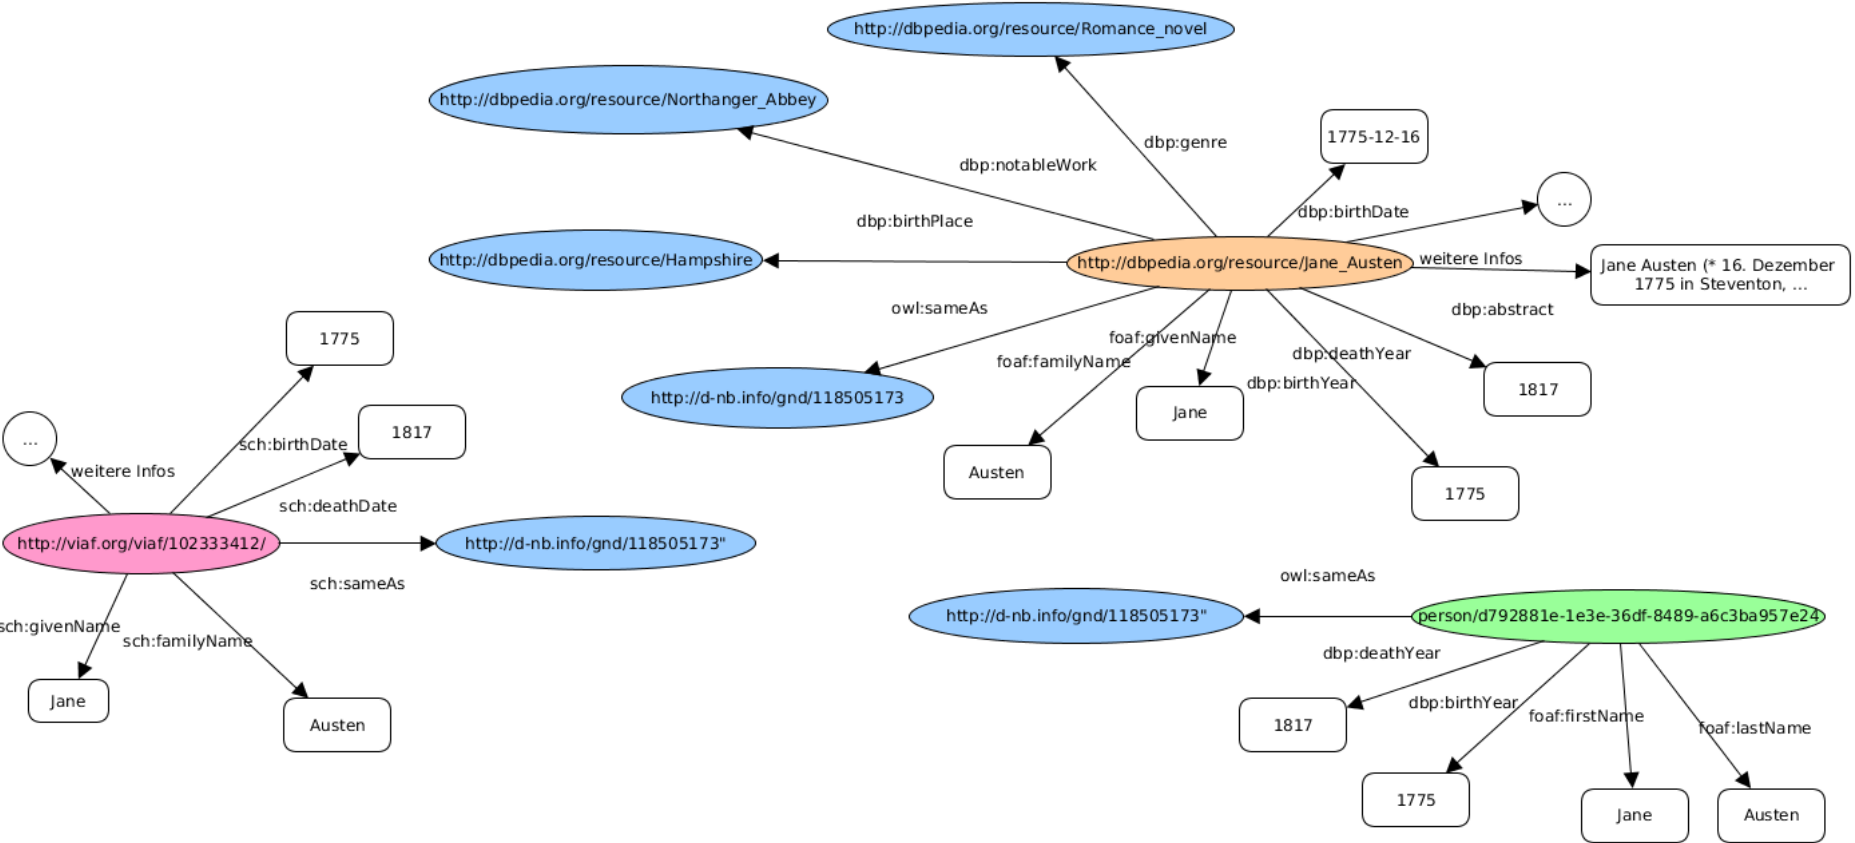 http://dbpedia.org/resource/Romance_novel
http://dbpedia.org/resource/Northanger_Abbey
dbp:genre
1775-12-16
dbp:notableWork
...
dbp:birthDate
dbp:birthPlace
http://dbpedia.org/resource/Hampshire
http://dbpedia.org/resource/Jane_Austen
weitere Infos
Jane Austen (* 16. Dezember
1775 in Steventon, ...
owl:sameAs
dbp:abstract
foaf:givenName
foaf:familyName
dbp:deathYear
dbp:birthYear
http://d-nb.info/gnd/118505173
Jane
1817
Austen
1775
1775
...
1817
sch:birthDate
weitere Infos
sch:deathDate
http://viaf.org/viaf/102333412/
http://d-nb.info/gnd/118505173"
sch:sameAs
sch:givenName
sch:familyName
Jane
Austen
owl:sameAs
http://d-nb.info/gnd/118505173"
person/d792881e-1e3e-36df-8489-a6c3ba957e24
dbp:deathYear
dbp:birthYear
foaf:firstName
foaf:lastName
1817
1775
Jane
Austen